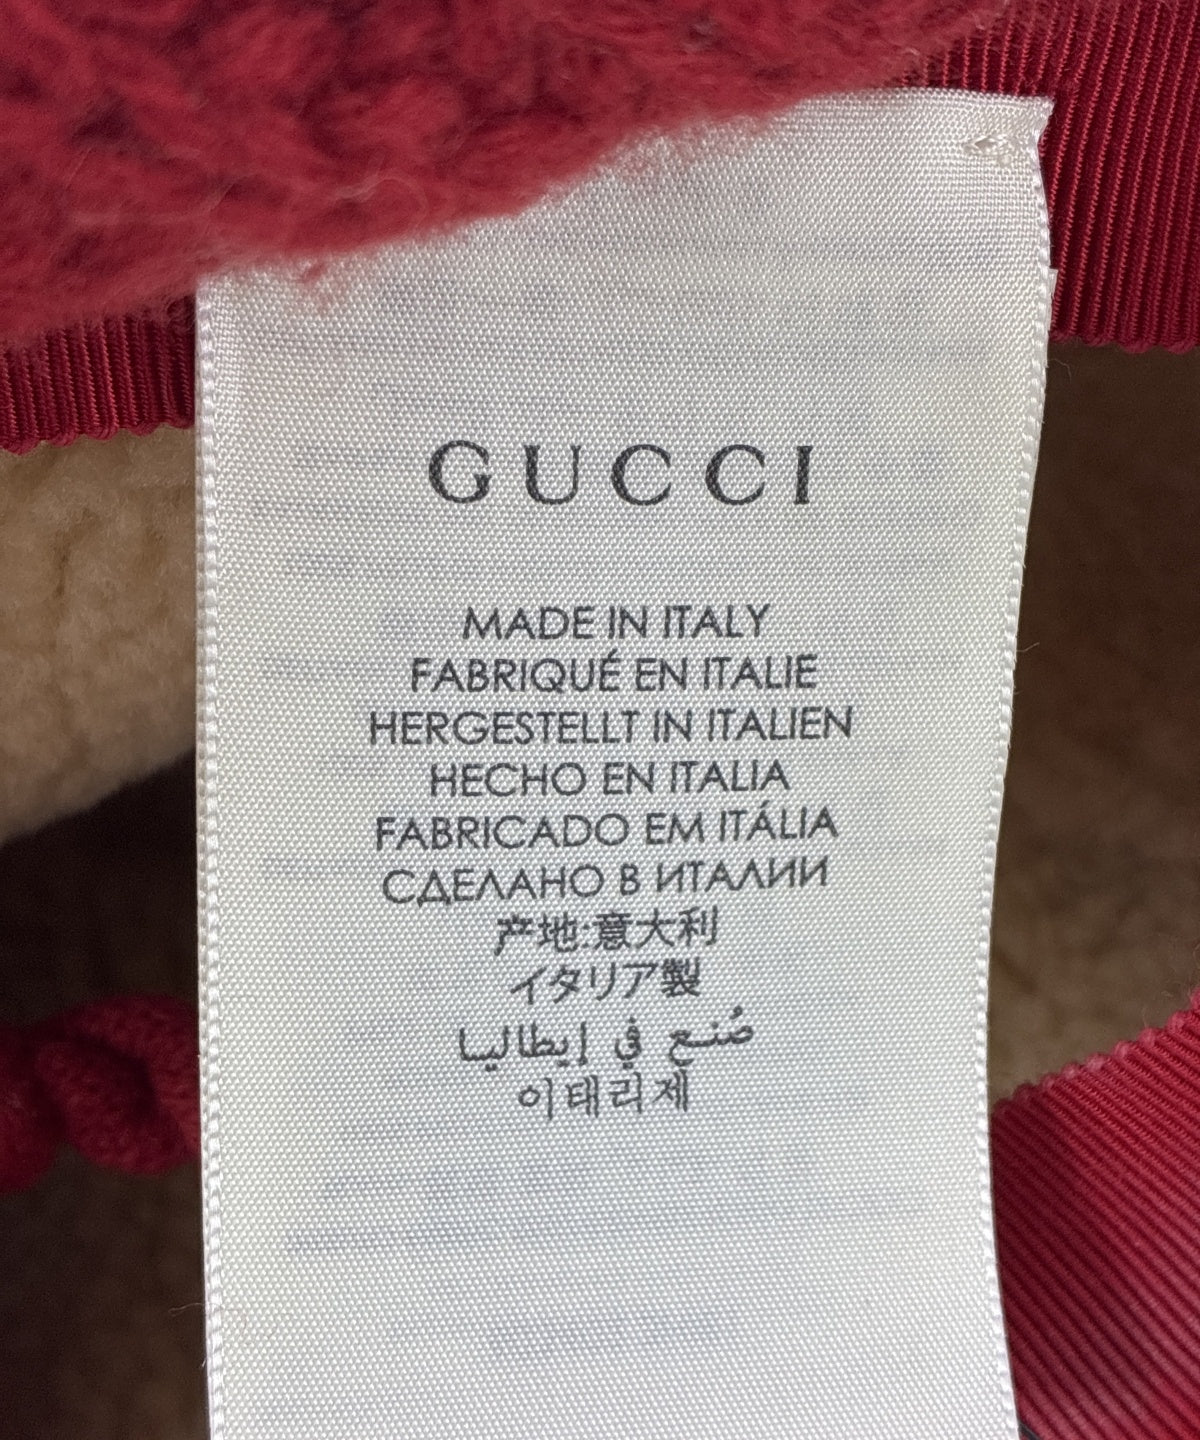 GUCCI
MADE IN ITALY
FABRIQUÉ EN ITALIE
HERGESTELLT IN ITALIEN
HECHO EN ITALIA
FABRICADO EM ITÁLIA
СДЕЛАНО В ИТАЛИИ
产地:意大利
イタリア製
صُنع في إيطاليا
이태리제